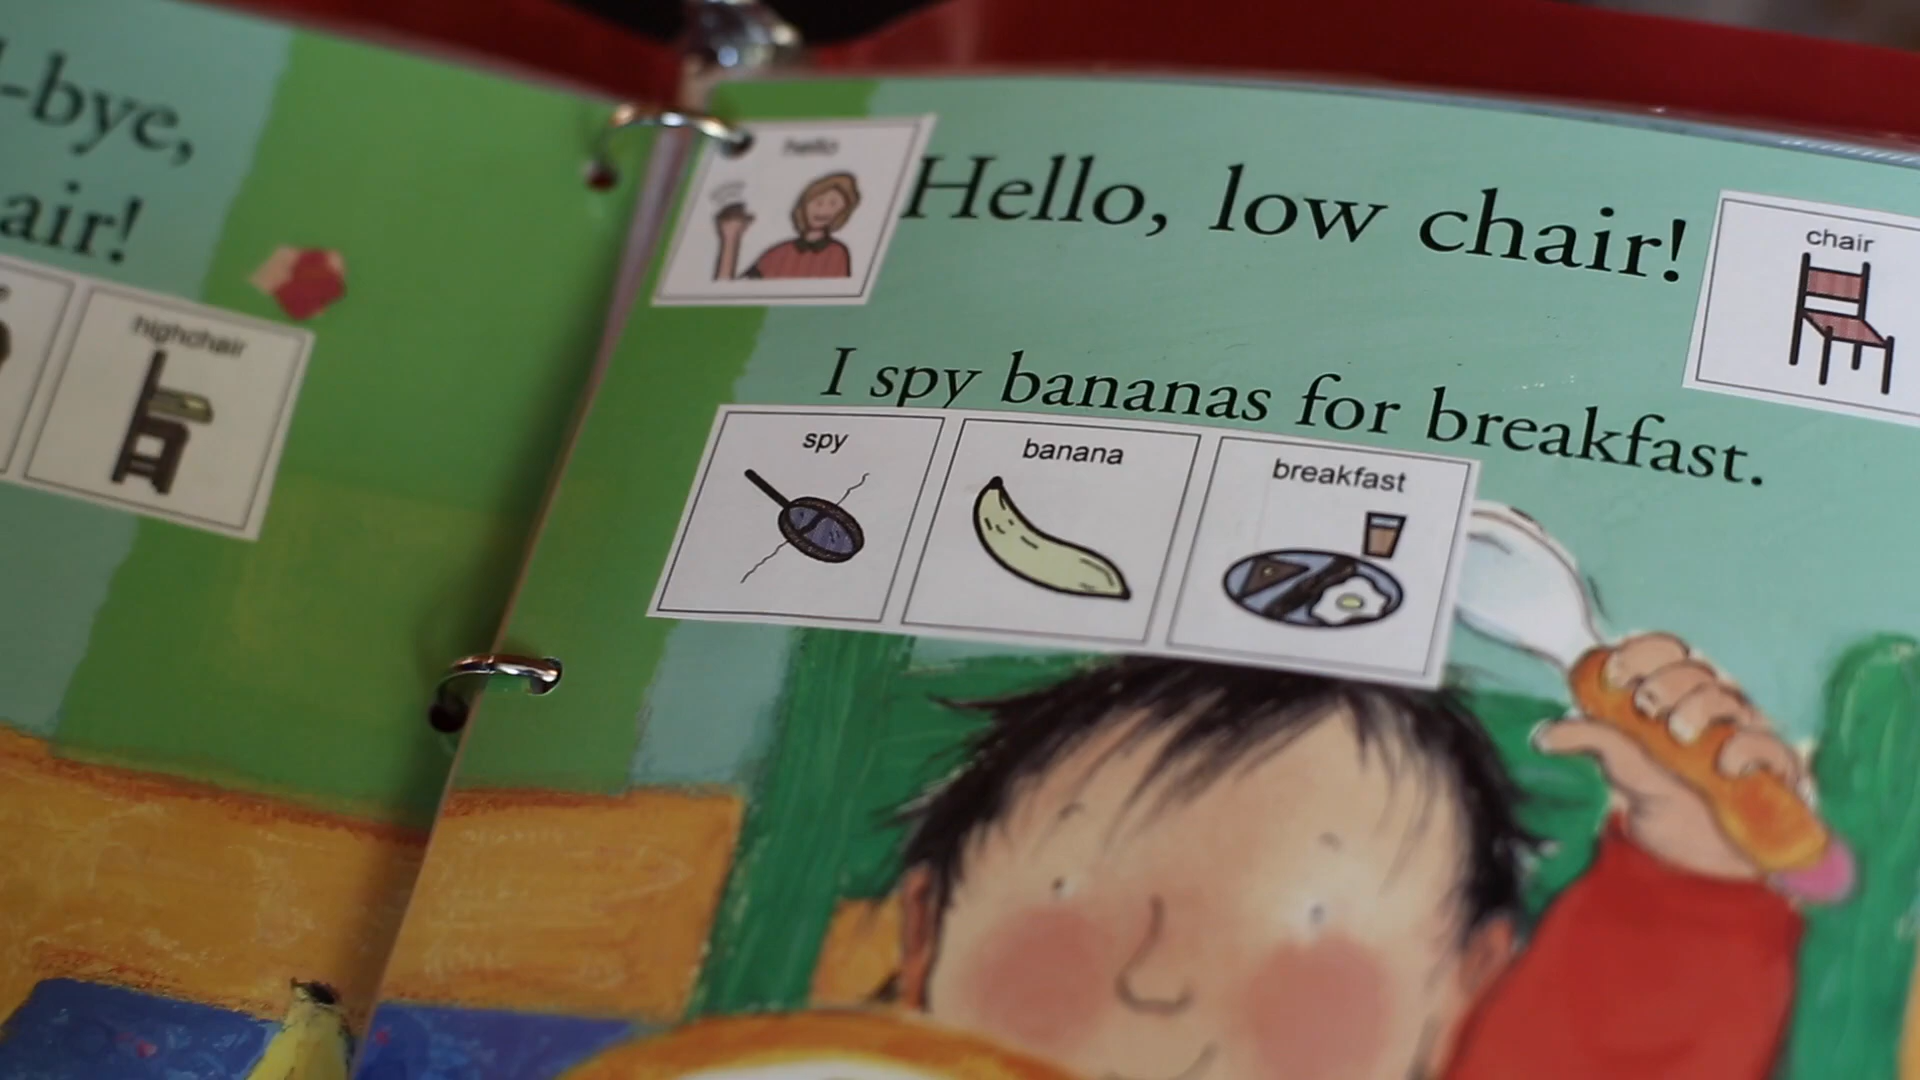 -bye,
air!
highchair
hello
Hello, low chair!
chair
I spy bananas for breakfast.
spy
banana
breakfast